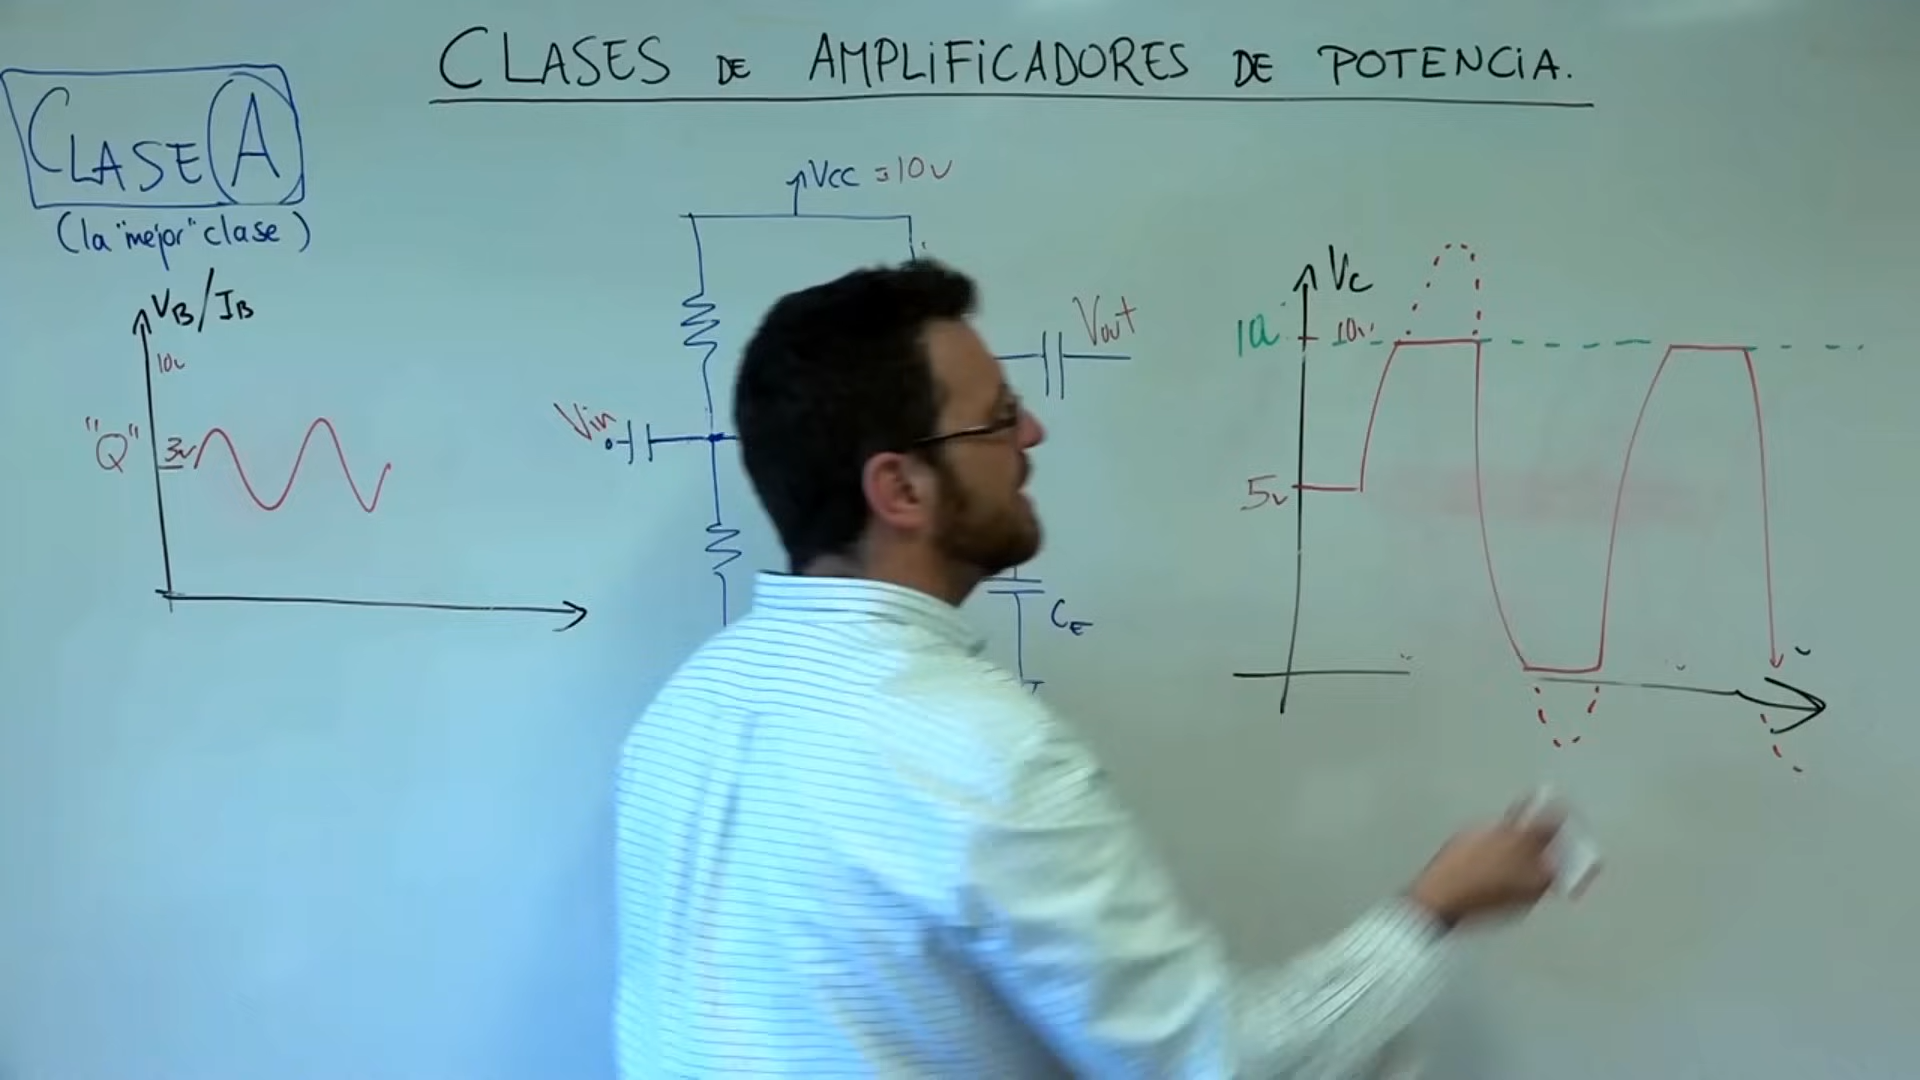 CLASES DE AMPLiFiCADORES DE POTENCiA.
CLASE A
(la "mejor" clase)
VB/IB
10v
"Q"
3v
Vcc = 10v
Vin
Vout
CE
Vc
10v
5v